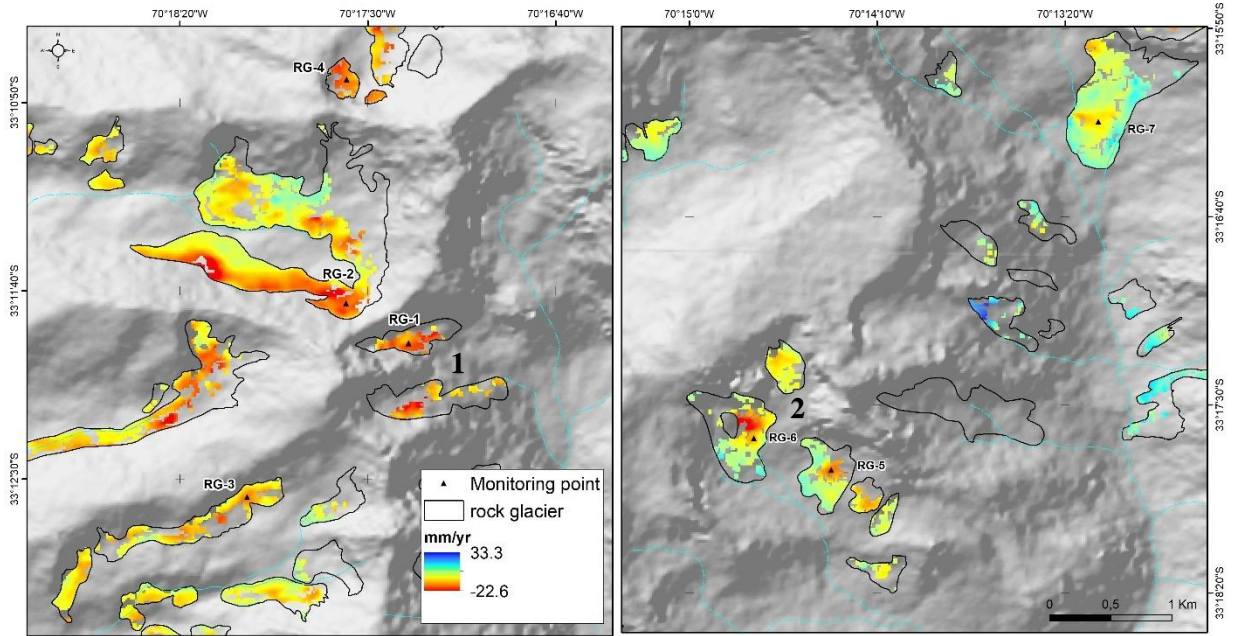 70°18'20"W 70°17'30"W 70°16'40"W
70°15'00"W 70°14'10"W 70°13'20"W
33°10'50"S
33°11'40"S
33°12'30"S
33°15'50"S
33°16'40"S
33°17'30"S
33°18'20"S
N
RG-4
RG-2
RG-1
1
RG-3
Monitoring point
rock glacier
mm/yr
33.3
-22.6
RG-7
2
RG-6
RG-5
0 0,5 1 Km